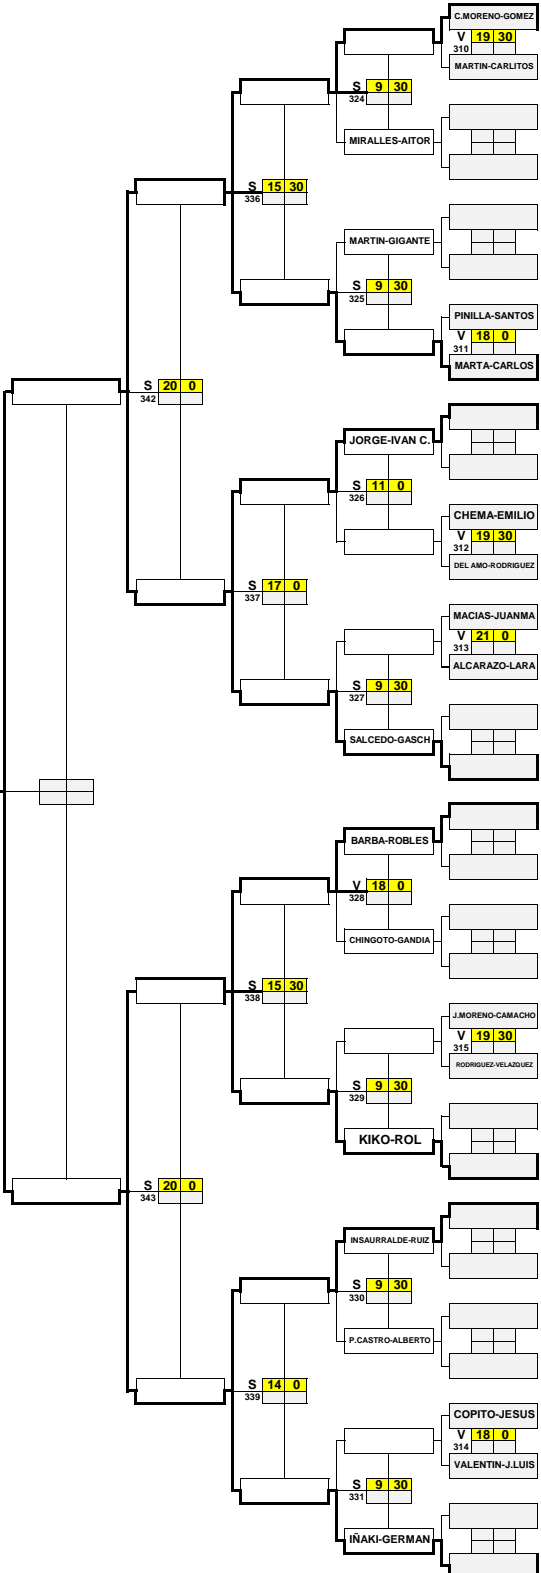 C.MORENO-GOMEZ
V 19 30
310
MARTIN-CARLITOS
S 9 30
324
MIRALLES-AITOR
S 15 30
336
MARTIN-GIGANTE
S 9 30
325
PINILLA-SANTOS
V 18 0
311
MARTA-CARLOS
S 20 0
342
JORGE-IVAN C.
S 11 0
326
CHEMA-EMILIO
V 19 30
312
DEL AMO-RODRIGUEZ
S 17 0
337
MACIAS-JUANMA
V 21 0
313
ALCARAZO-LARA
S 9 30
327
SALCEDO-GASCH
BARBA-ROBLES
V 18 0
328
CHINGOTO-GANDIA
S 15 30
338
J.MORENO-CAMACHO
V 19 30
315
RODRIGUEZ-VELAZQUEZ
S 9 30
329
KIKO-ROL
S 20 0
343
INSAURRALDE-RUIZ
S 9 30
330
P.CASTRO-ALBERTO
S 14 0
339
COPITO-JESUS
V 18 0
314
VALENTIN-J.LUIS
S 9 30
331
IÑAKI-GERMAN